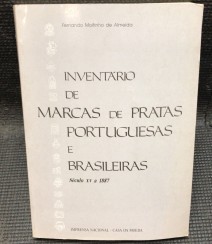 Fernando Moitinho de Almeida
INVENTÁRIO
DE
MARCAS DE PRATAS
PORTUGUESAS
E
BRASILEIRAS
Século XV a 1887
IMPRENSA NACIONAL - CASA DA MOEDA